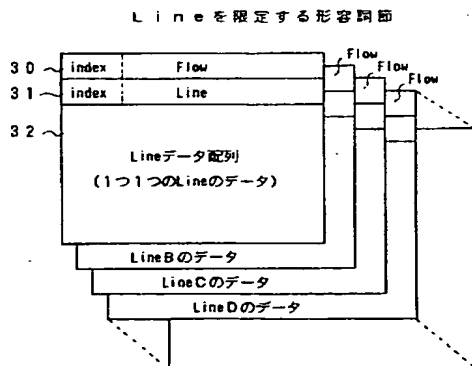 Lineを限定する形容詞節
30 index Flow Flow Flow Flow
31 index Line
32
Lineデータ配列
(1つ1つのLineのデータ)
LineBのデータ
LineCのデータ
LineDのデータ